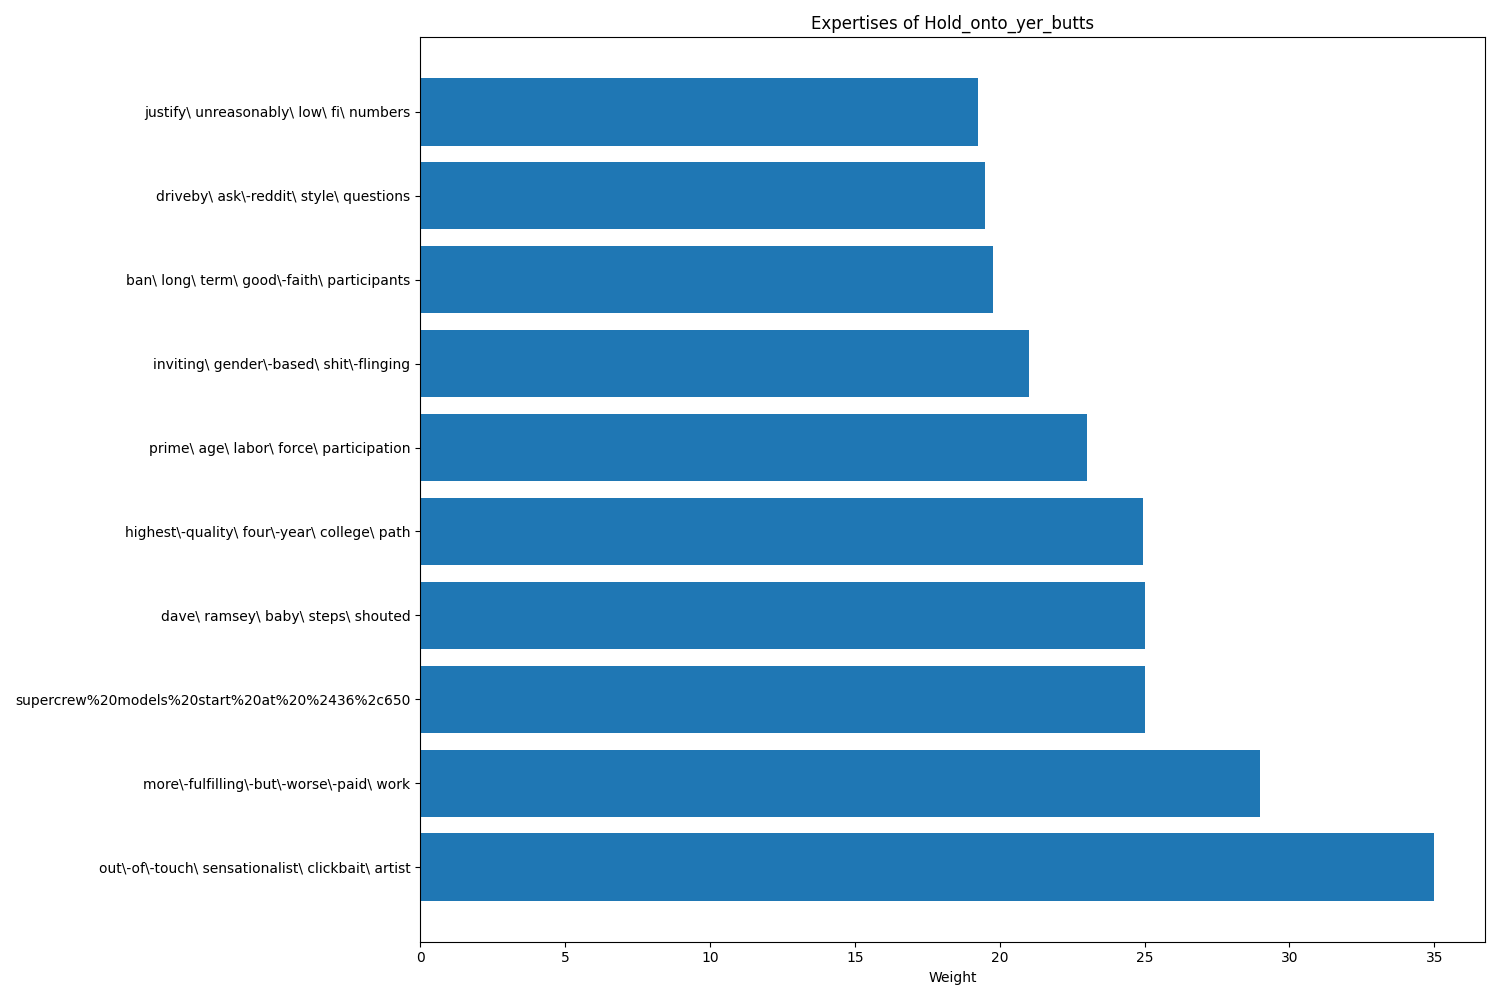 Expertises of Hold_onto_yer_butts
justify\ unreasonably\ low\ fi\ numbers
driveby\ ask\-reddit\ style\ questions
ban\ long\ term\ good\-faith\ participants
inviting\ gender\-based\ shit\-flinging
prime\ age\ labor\ force\ participation
highest\-quality\ four\-year\ college\ path
dave\ ramsey\ baby\ steps\ shouted
supercrew%20models%20start%20at%20%2436%2c650
more\-fulfilling\-but\-worse\-paid\ work
out\-of\-touch\ sensationalist\ clickbait\ artist
0 5 10 15 20 25 30 35
Weight